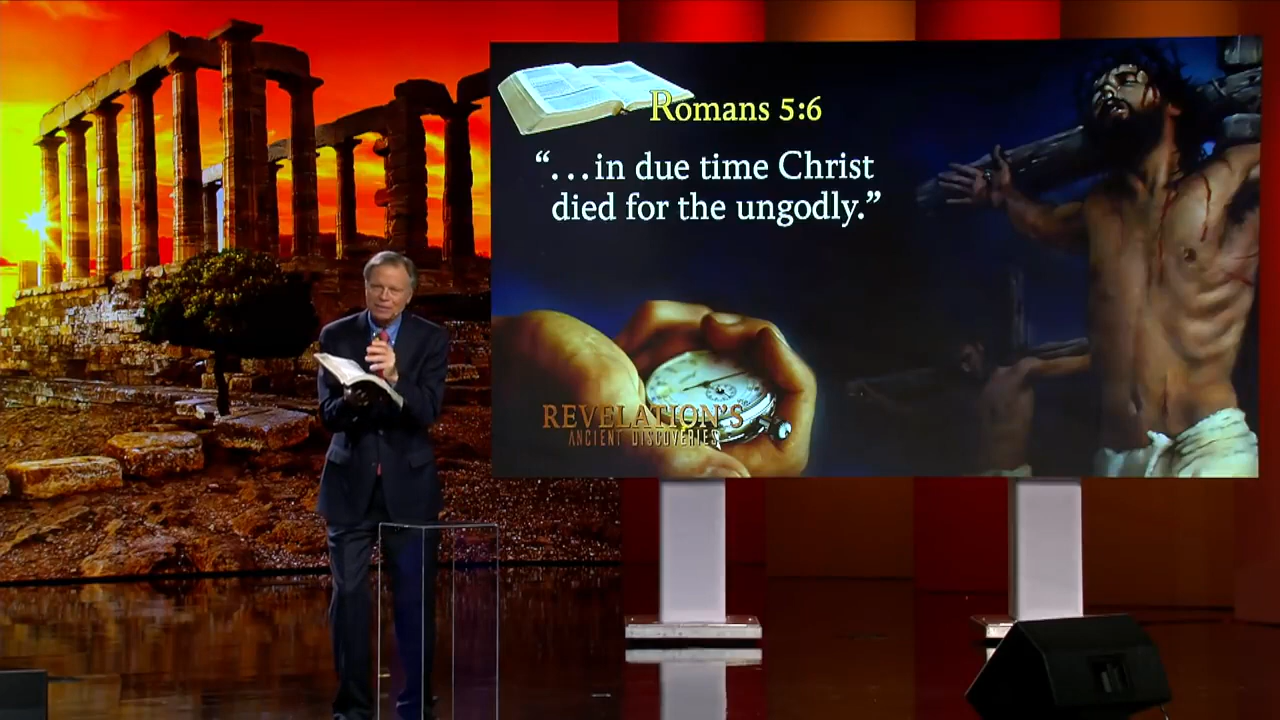 Romans 5:6
“...in due time Christ
died for the ungodly.”
REVELATION'S
ANCIENT DISCOVERIES